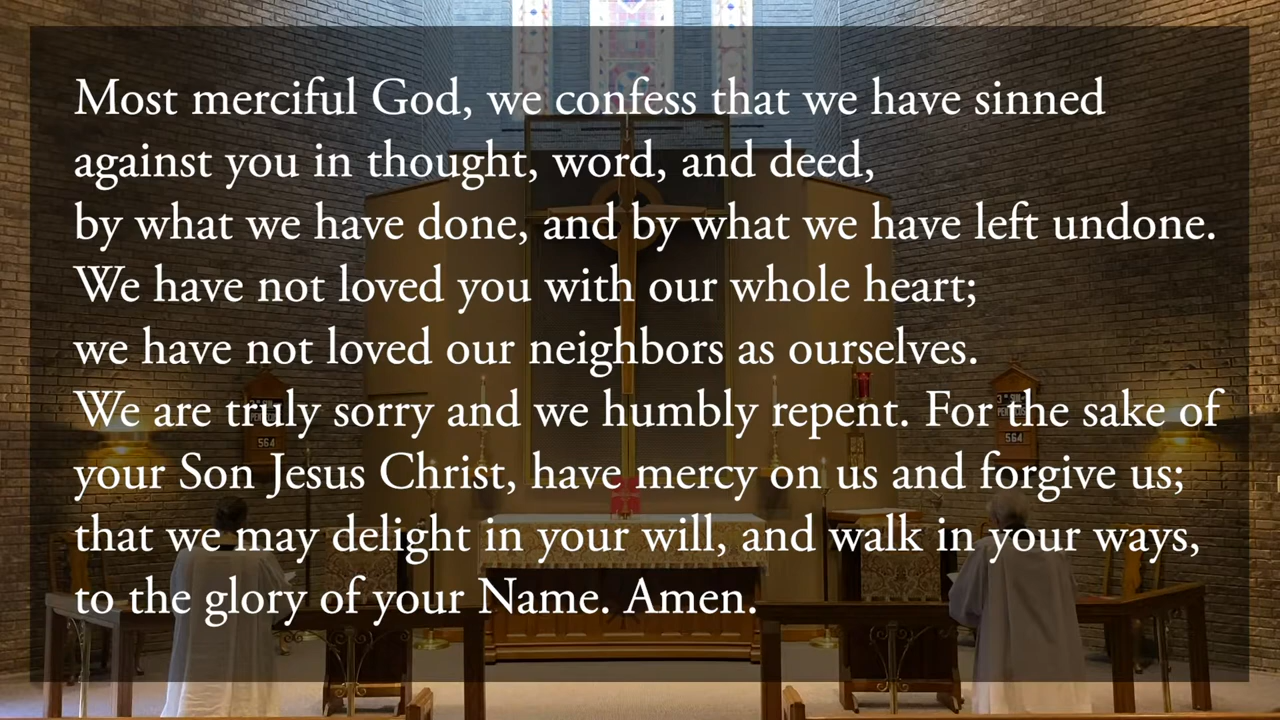 Most merciful God, we confess that we have sinned
against you in thought, word, and deed,
by what we have done, and by what we have left undone.
We have not loved you with our whole heart;
we have not loved our neighbors as ourselves.
We are truly sorry and we humbly repent. For the sake of
your Son Jesus Christ, have mercy on us and forgive us;
that we may delight in your will, and walk in your ways,
to the glory of your Name. Amen.
564
564